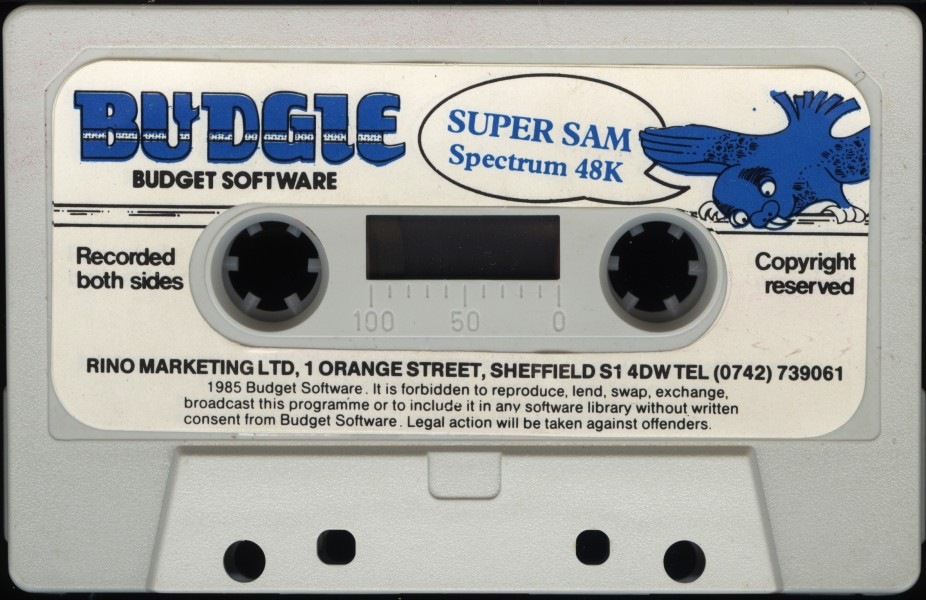 BUDGIE
BUDGET SOFTWARE
SUPER SAM
Spectrum 48K
Recorded
both sides
Copyright
reserved
100 50 0
RINO MARKETING LTD, 1 ORANGE STREET, SHEFFIELD S1 4DW TEL (0742) 739061
1985 Budget Software. It is forbidden to reproduce, lend, swap, exchange,
broadcast this programme or to include it in any software library without written
consent from Budget Software. Legal action will be taken against offenders.